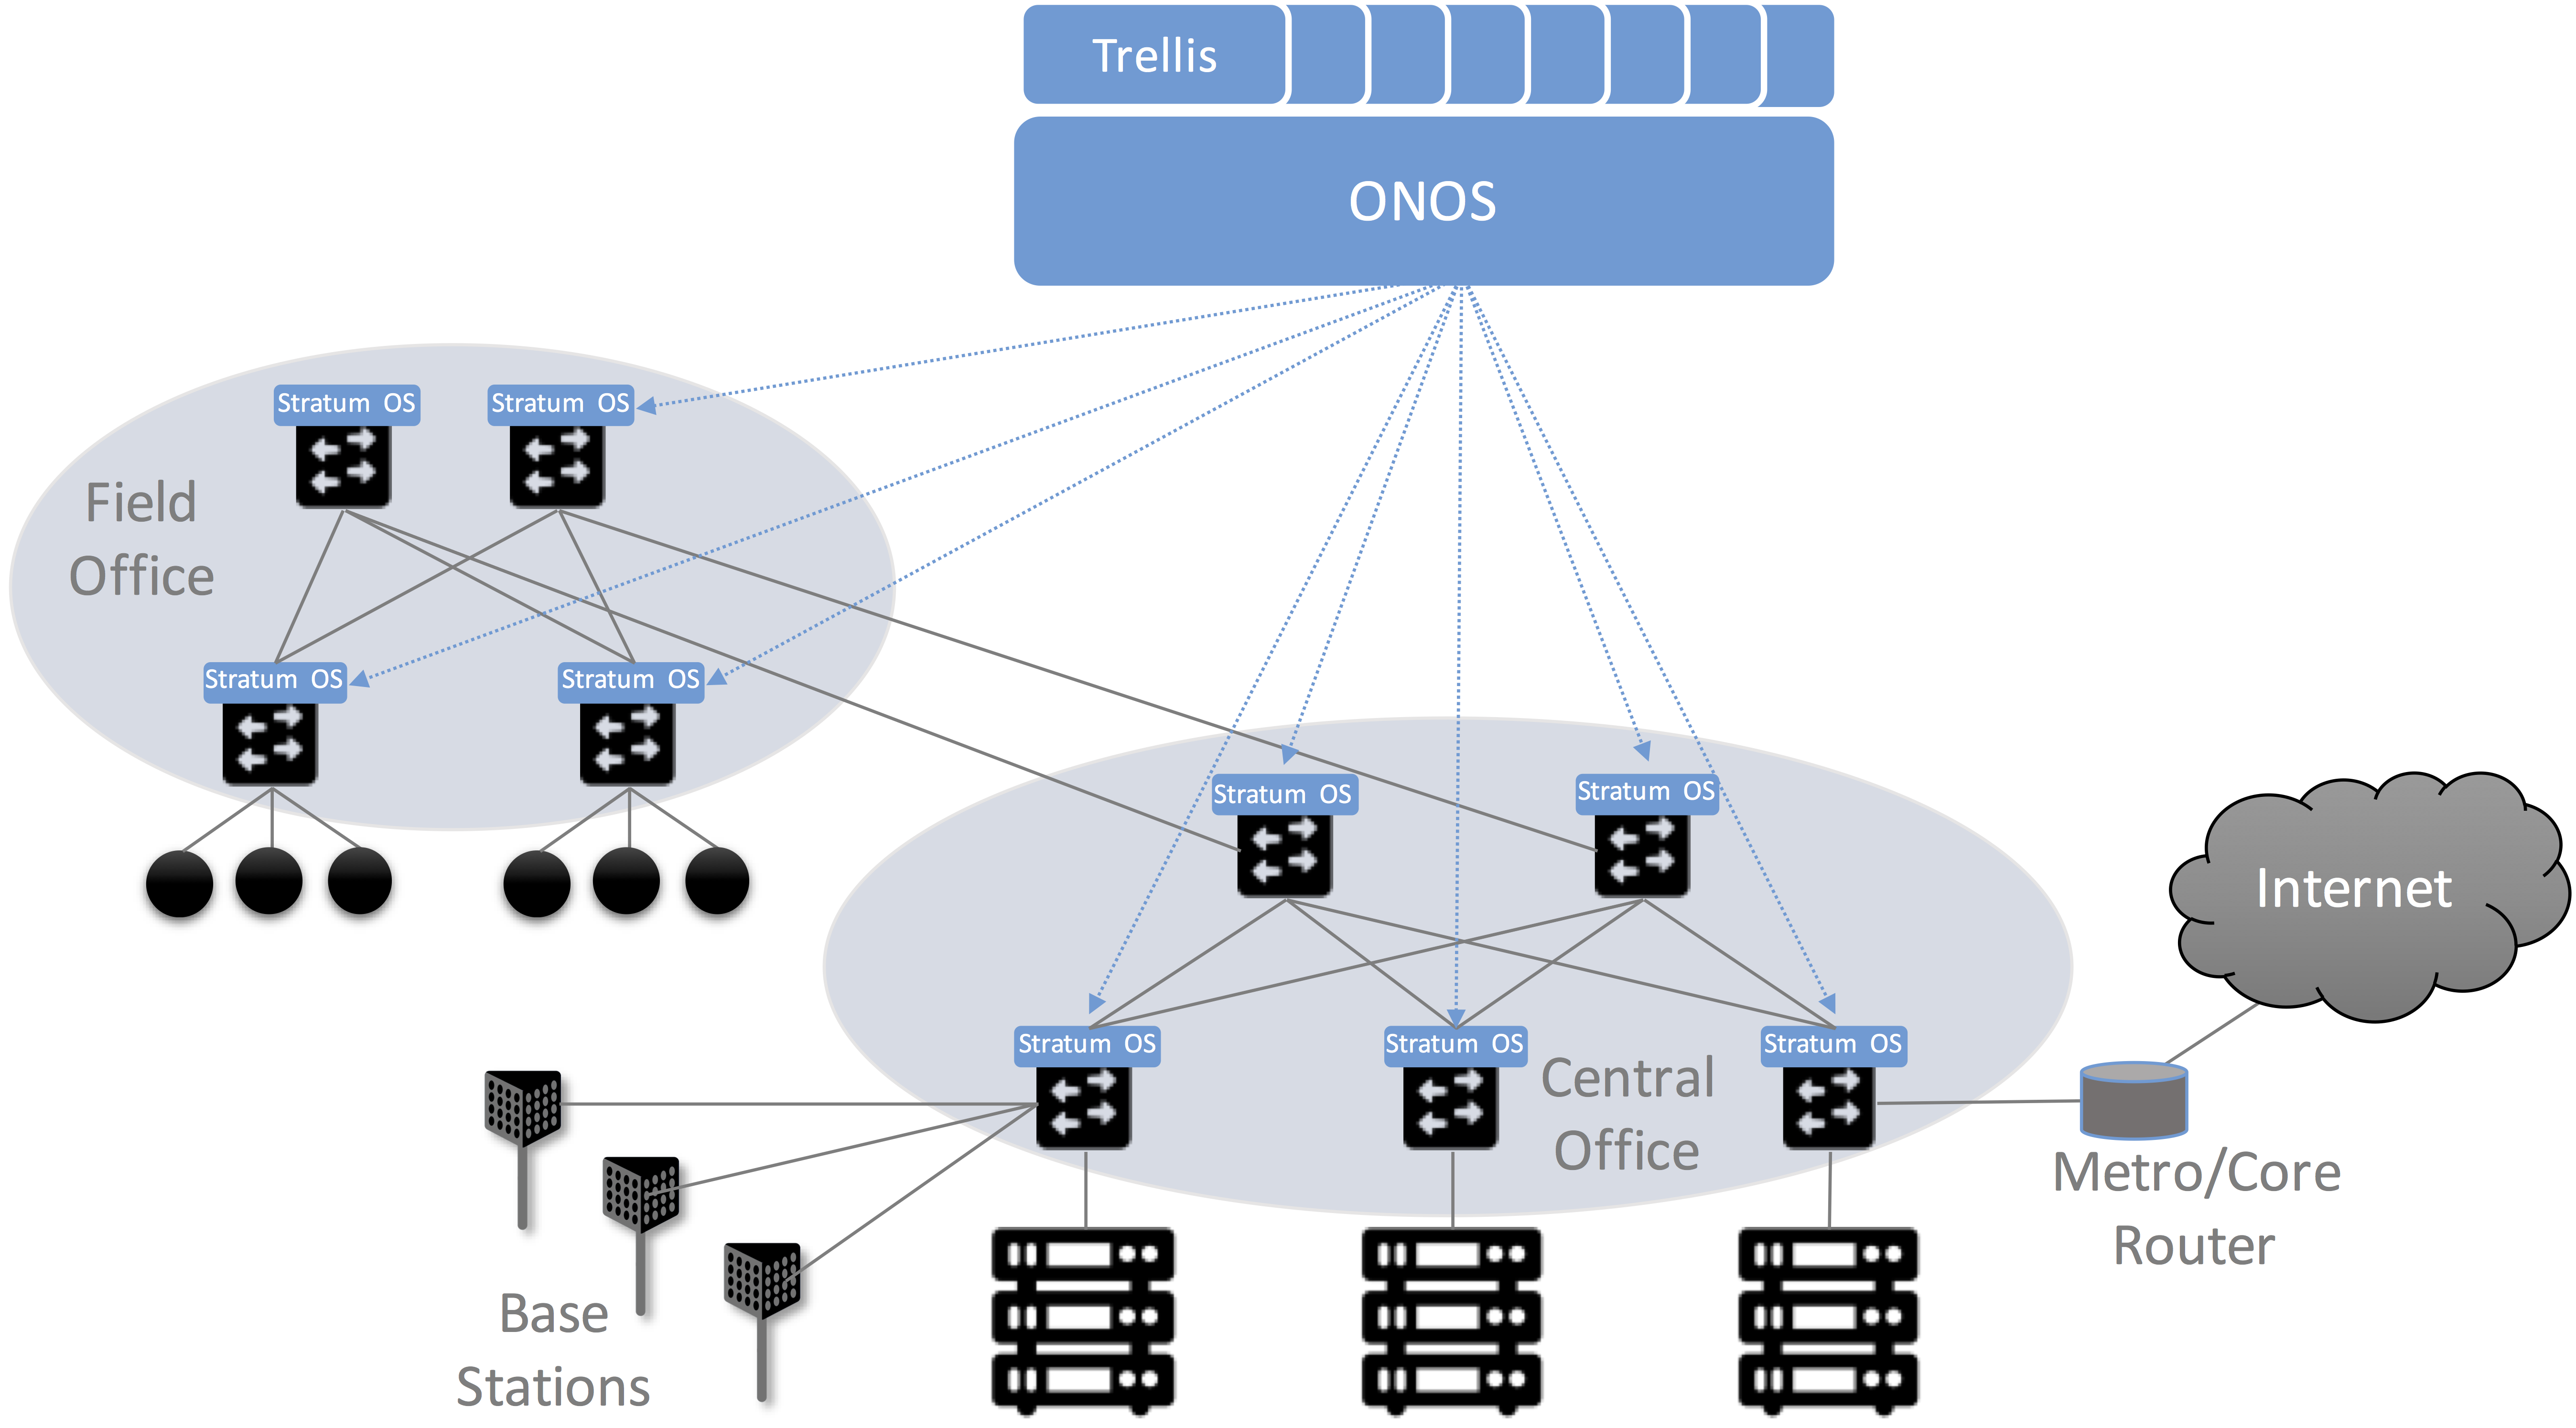 Trellis
ONOS
Stratum OS
Stratum OS
Field
Office
Stratum OS
Stratum OS
Stratum OS
Stratum OS
Internet
Stratum OS
Stratum OS
Stratum OS
Central
Office
Metro/Core
Router
Base
Stations